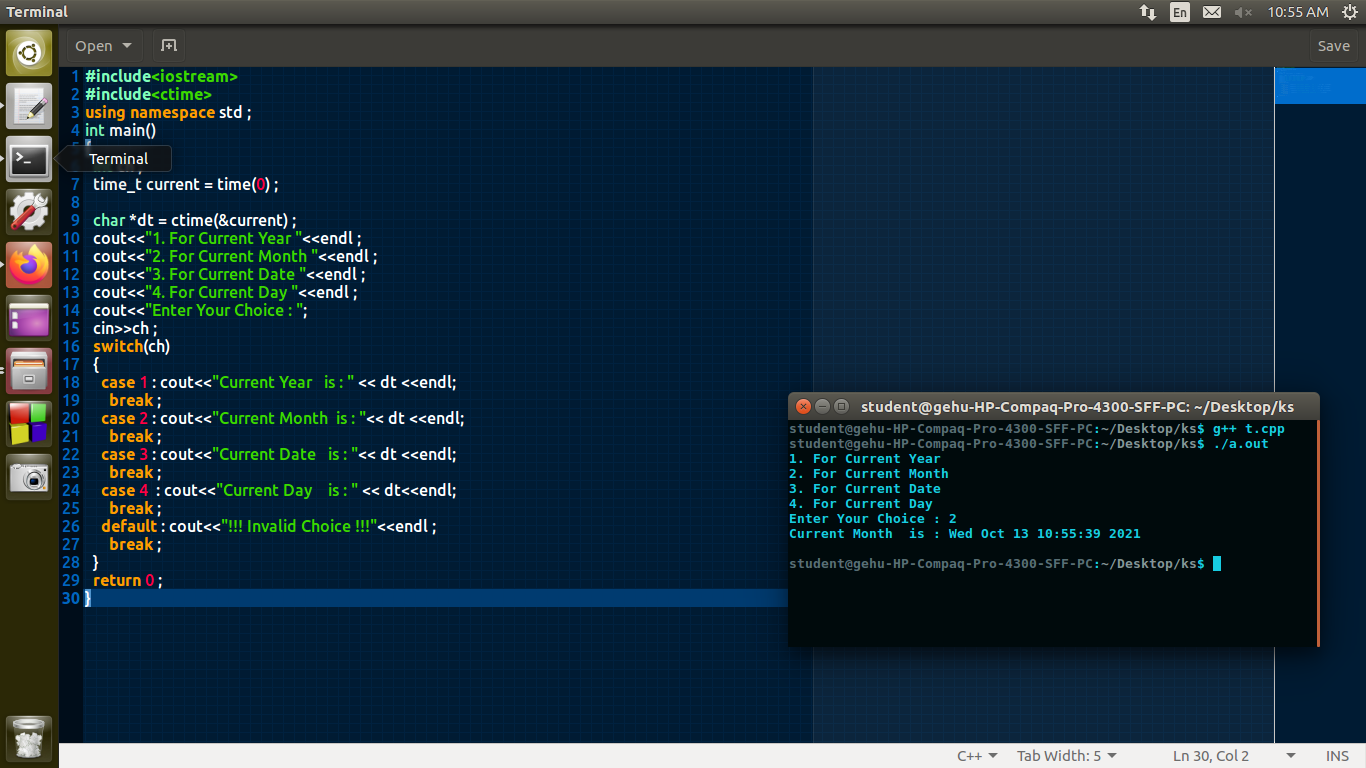 Terminal
En
10:55 AM
Open
Save
1 #include<iostream>
2 #include<ctime>
3 using namespace std ;
4 int main()
Terminal
7 time_t current = time(0) ;
8
9 char *dt = ctime(&current) ;
10 cout<<"1. For Current Year "<<endl ;
11 cout<<"2. For Current Month "<<endl ;
12 cout<<"3. For Current Date "<<endl ;
13 cout<<"4. For Current Day "<<endl ;
14 cout<<"Enter Your Choice : ";
15 cin>>ch ;
16 switch(ch)
17 {
18 case 1 : cout<<"Current Year   is : " << dt <<endl;
19 break ;
20 case 2 : cout<<"Current Month  is : "<< dt <<endl;
21 break ;
22 case 3 : cout<<"Current Date   is : "<< dt <<endl;
23 break ;
24 case 4  : cout<<"Current Day    is : " << dt<<endl;
25 break ;
26 default : cout<<"!!! Invalid Choice !!!"<<endl ;
27 break ;
28 }
29 return 0 ;
30 }
student@gehu-HP-Compaq-Pro-4300-SFF-PC: ~/Desktop/ks
student@gehu-HP-Compaq-Pro-4300-SFF-PC:~/Desktop/ks$ g++ t.cpp
student@gehu-HP-Compaq-Pro-4300-SFF-PC:~/Desktop/ks$ ./a.out
1. For Current Year
2. For Current Month
3. For Current Date
4. For Current Day
Enter Your Choice : 2
Current Month  is : Wed Oct 13 10:55:39 2021
student@gehu-HP-Compaq-Pro-4300-SFF-PC:~/Desktop/ks$
C++
Tab Width: 5
Ln 30, Col 2
INS